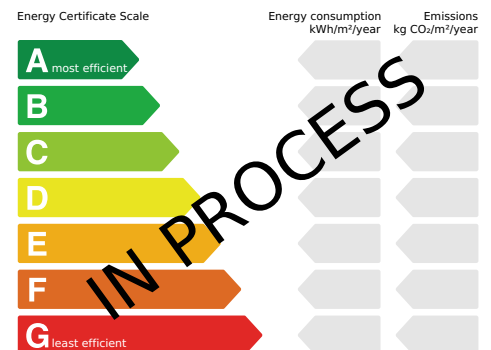 Energy Certificate Scale
Energy consumption
kWh/m²/year
Emissions
kg CO₂/m²/year
A most efficient
B
C
D
E
F
G least efficient
IN PROCESS